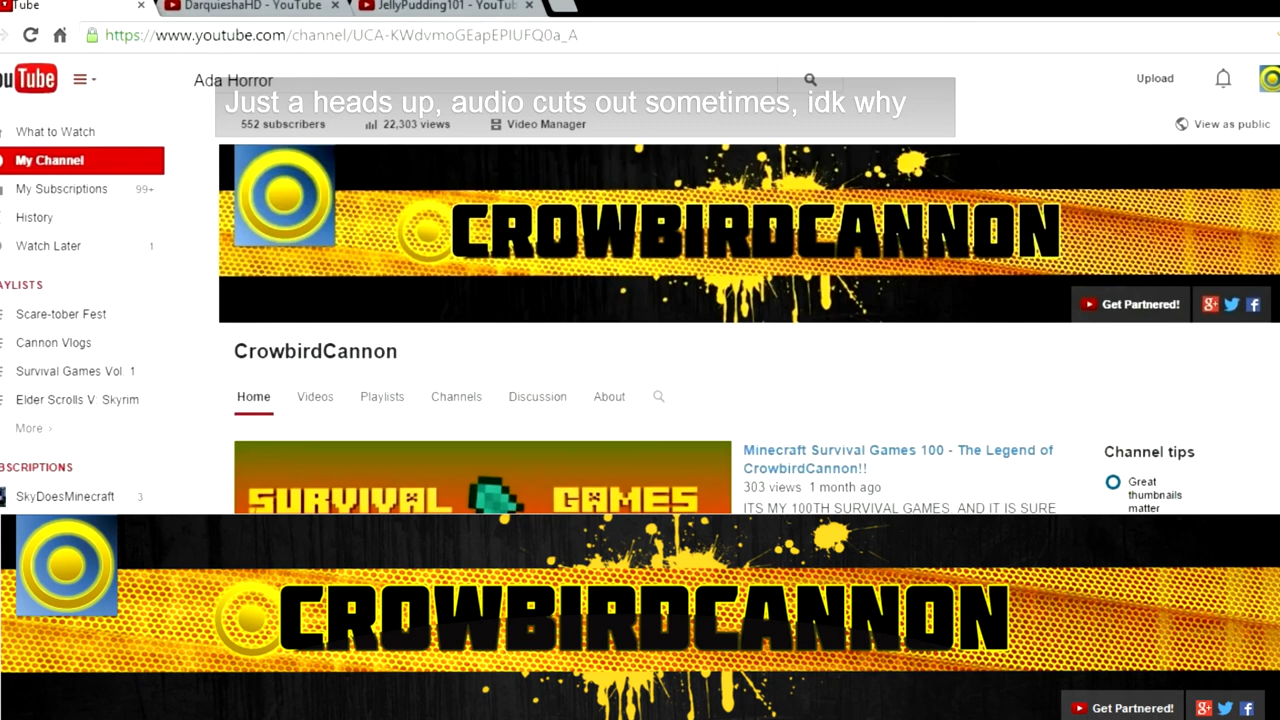 Tube
DarquieshaHD - YouTube
JellyPudding101 - YouTub
https://www.youtube.com/channel/UCA-KWdvmoGEapEPIUFQ0a_A
ouTube
Ada Horror
Upload
Just a heads up, audio cuts out sometimes, idk why
552 subscribers
22,303 views
Video Manager
View as public
What to Watch
My Channel
My Subscriptions 99+
History
Watch Later 1
AYLISTS
Scare-tober Fest
Cannon Vlogs
Survival Games Vol 1
Elder Scrolls V Skyrim
More ›
BSCRIPTIONS
SkyDoesMinecraft 3
CROWBIRDCANNON
Get Partnered!
CrowbirdCannon
Home Videos Playlists Channels Discussion About
SURVIVAL GAMES
Minecraft Survival Games 100 - The Legend of
CrowbirdCannon!!
303 views 1 month ago
ITS MY 100TH SURVIVAL GAMES AND IT IS SURE
Channel tips
Great
thumbnails
matter
CROWBIRDCANNON
Get Partnered!